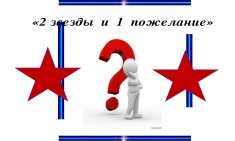 «2 звезды и 1 пожелание»